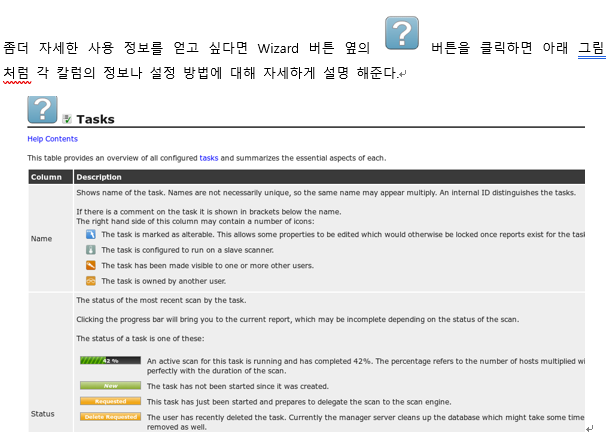 좀더 자세한 사용 정보를 얻고 싶다면 Wizard 버튼 옆의 ? 버튼을 클릭하면 아래 그림
처럼 각 칼럼의 정보나 설정 방법에 대해 자세하게 설명 해준다.
? Tasks
Help Contents
This table provides an overview of all configured tasks and summarizes the essential aspects of each.
Column Description
Shows name of the task. Names are not necessarily unique, so the same name may appear multiply. An internal ID distinguishes the tasks.
If there is a comment on the task it is shown in brackets below the name.
The right hand side of this column may contain a number of icons:
The task is marked as alterable. This allows some properties to be edited which would otherwise be locked once reports exist for the task
Name
The task is configured to run on a slave scanner.
The task has been made visible to one or more other users.
The task is owned by another user.
The status of the most recent scan by the task.
Clicking the progress bar will bring you to the current report, which may be incomplete depending on the status of the scan.
The status of a task is one of these:
42 % An active scan for this task is running and has completed 42%. The percentage refers to the number of hosts multiplied wi
perfectly with the duration of the scan.
New The task has not been started since it was created.
Requested This task has just been started and prepares to delegate the scan to the scan engine.
Status
Delete Requested The user has recently deleted the task. Currently the manager server cleans up the database which might take some time
removed as well.